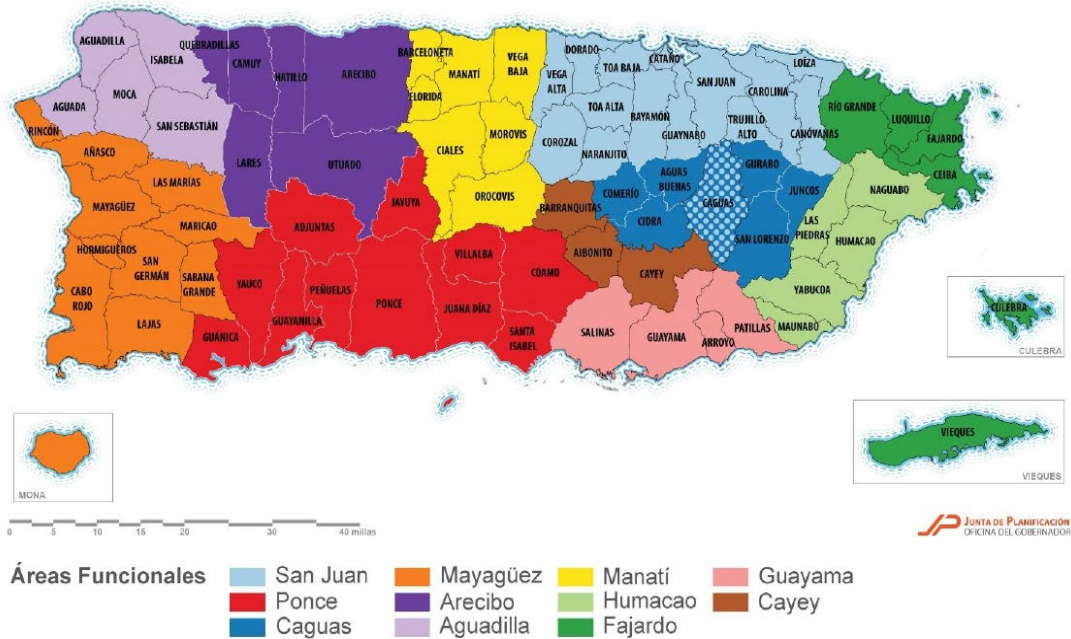 AGUADILLA
ISABELA
QUEBRADILLAS
CAMUY
HATILLO
ARECIBO
BARCELONETA
MANATÍ
VEGA
BAJA
DORADO
VEGA
ALTA
TOA BAJA
CATAÑO
SAN JUAN
LOÍZA
CAROLINA
AGUADA
MOCA
SAN SEBASTIÁN
FLORIDA
TOA ALTA
BAYAMÓN
GUAYNABO
TRUJILLO
ALTO
CANÓVANAS
RÍO GRANDE
LUQUILLO
FAJARDO
CEIBA
RINCÓN
AÑASCO
LARES
UTUADO
CIALES
MOROVIS
COROZAL
NARANJITO
LAS MARÍAS
MAYAGÜEZ
MARICAO
ADJUNTAS
JAYUYA
OROCOVIS
BARRANQUITAS
COMERÍO
AGUAS
BUENAS
CIDRA
CAGUAS
GURABO
JUNCOS
SAN LORENZO
LAS
PIEDRAS
NAGUABO
HUMACAO
HORMIGUEROS
SAN
GERMÁN
SABANA
GRANDE
CABO
ROJO
LAJAS
YAUCO
GUÁNICA
GUAYANILLA
PEÑUELAS
PONCE
VILLALBA
JUANA DÍAZ
COAMO
SANTA
ISABEL
AIBONITO
CAYEY
SALINAS
GUAYAMA
ARROYO
PATILLAS
YABUCOA
MAUNABO
CULEBRA
CULEBRA
VIEQUES
VIEQUES
MONA
0 5 10 15 20 30 40 millas
JUNTA DE PLANIFICACIÓN
OFICINA DEL GOBERNADOR
Áreas Funcionales
San Juan
Ponce
Caguas
Mayagüez
Arecibo
Aguadilla
Manatí
Humacao
Fajardo
Guayama
Cayey